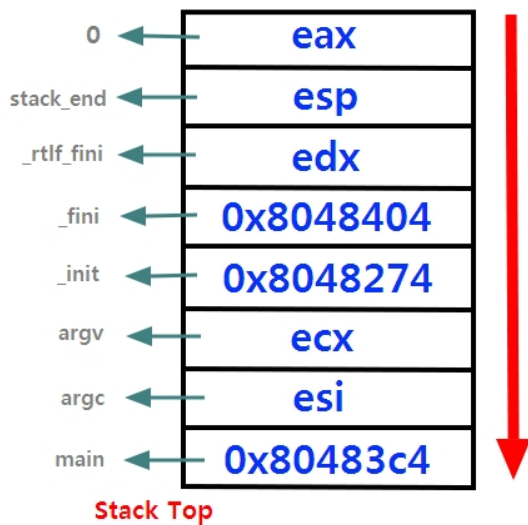 0 eax
stack_end esp
_rtlf_fini edx
_fini 0x8048404
_init 0x8048274
argv ecx
argc esi
main 0x80483c4
Stack Top